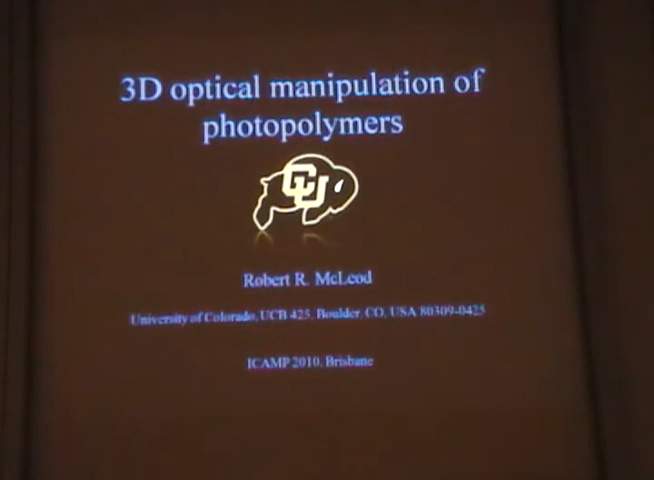 3D optical manipulation of
photopolymers
CU
Robert R. McLeod
University of Colorado, UCB 425, Boulder, CO, USA 80309-0425
ICAMP 2010, Brisbane